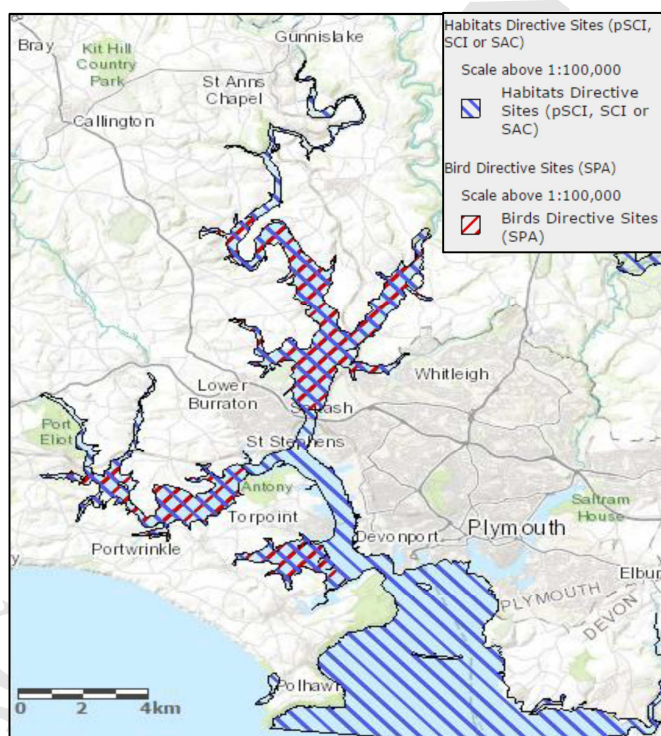 Habitats Directive Sites (pSCI,
SCI or SAC)
Scale above 1:100,000
Habitats Directive
Sites (pSCI, SCI or
SAC)
Bird Directive Sites (SPA)
Scale above 1:100,000
Birds Directive Sites
(SPA)
Bray
Kit Hill
Country
Park
Gunnislake
St Anns
Chapel
Callington
Whitleigh
Lower
Burraton
Port
Eliot
St Stephens
Antony
Torpoint
Saltram
House
Devonport
Plymouth
Portwrinkle
PLYMOUTH
DEVON
0 2 4km